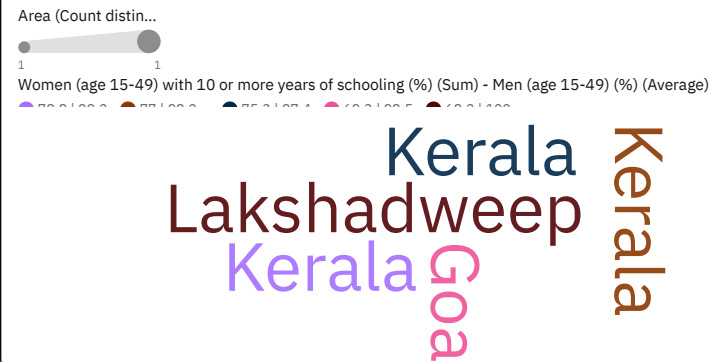 Area (Count distin...
1 1
Women (age 15-49) with 10 or more years of schooling (%) (Sum) - Men (age 15-49) (%) (Average)
Kerala
Kerala
Lakshadweep
Kerala
Goa